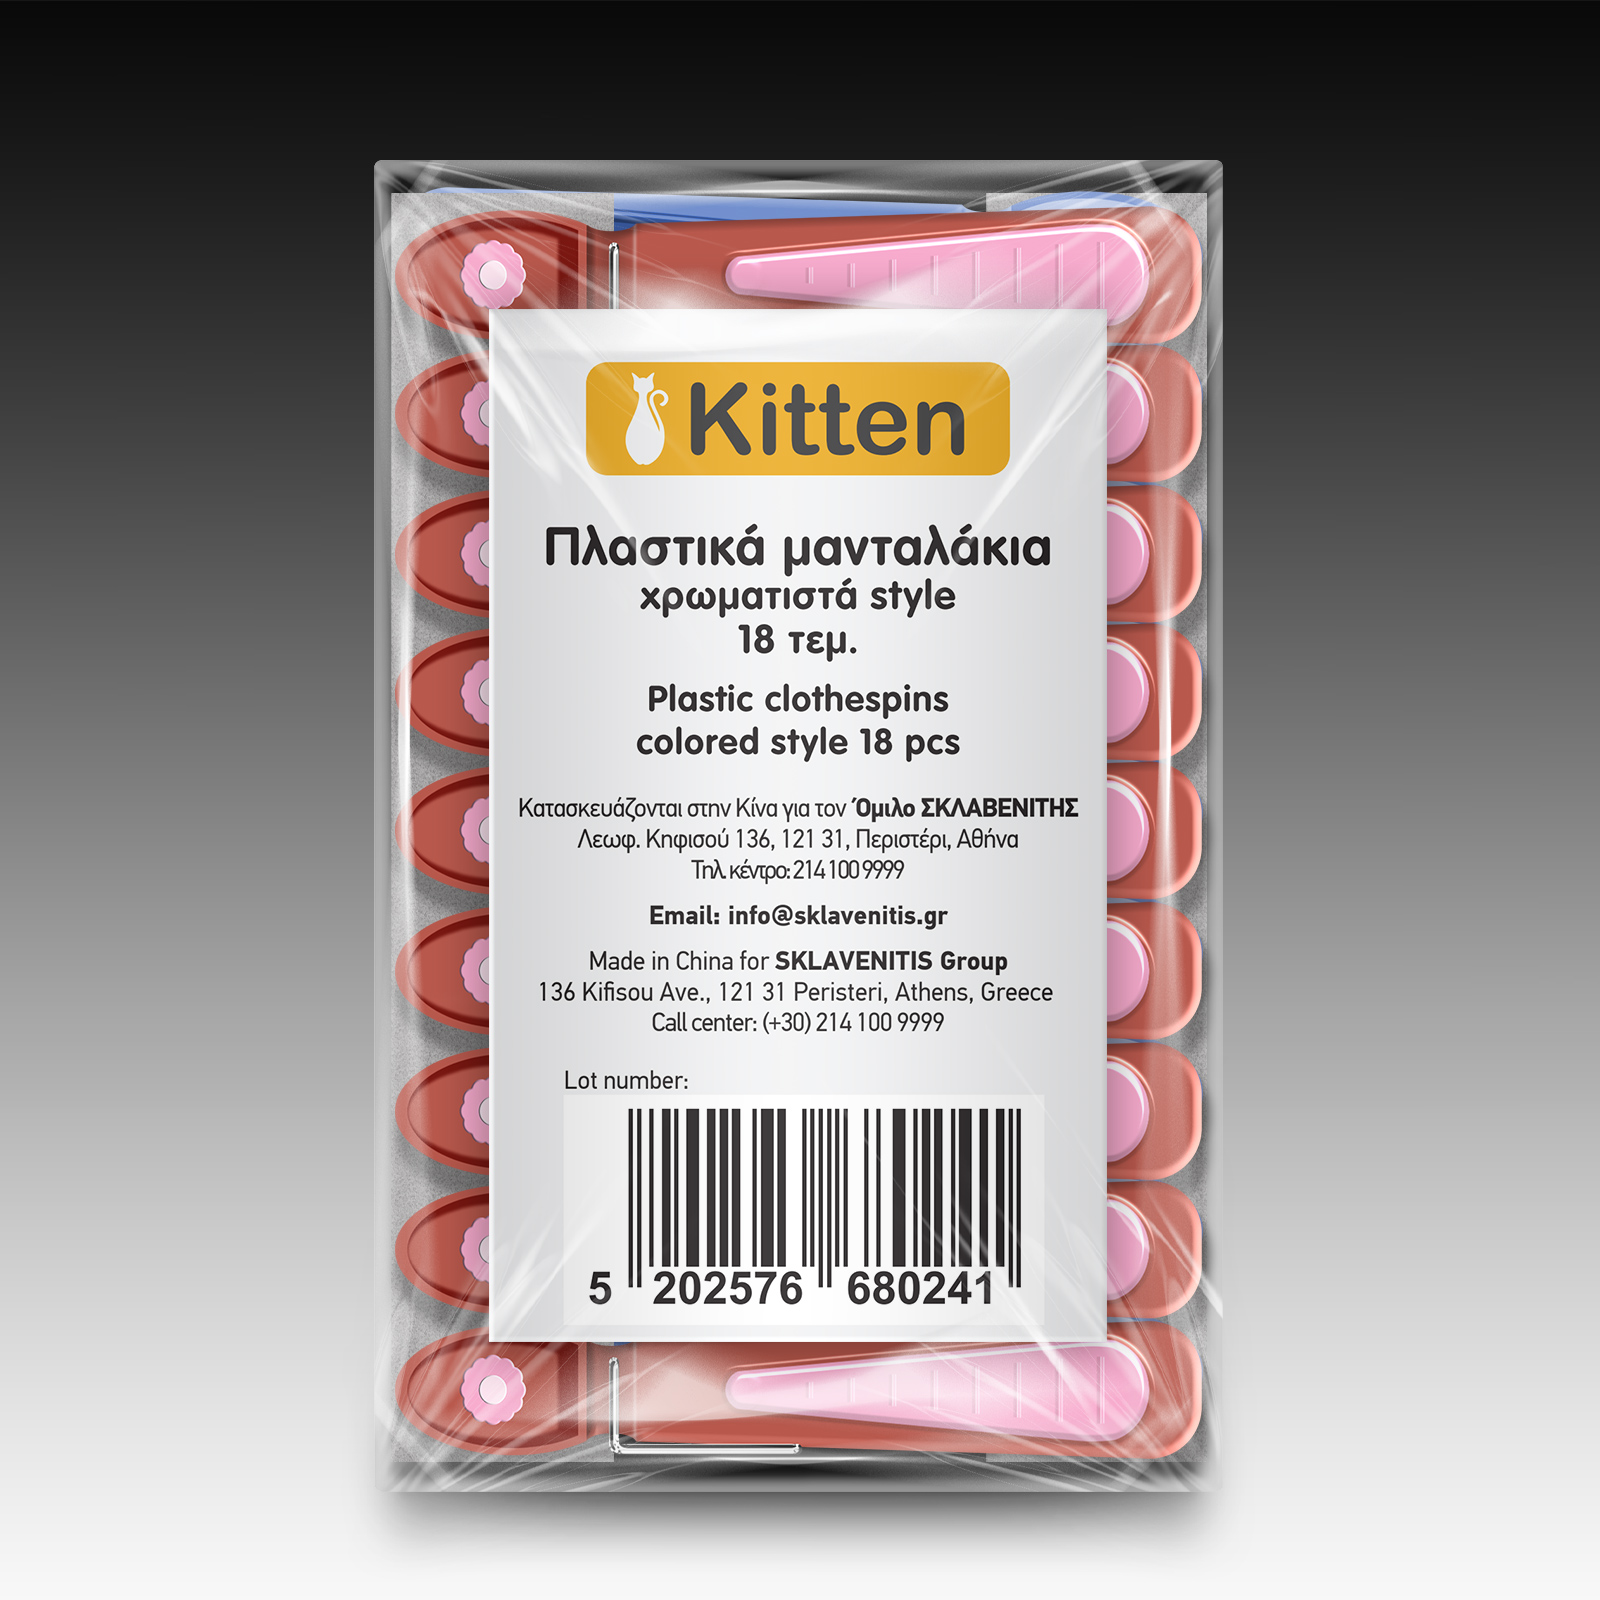 Kitten
Πλαστικά μανταλάκια
χρωματιστά style
18 τεμ.
Plastic clothespins
colored style 18 pcs
Κατασκευάζονται στην Κίνα για τον Όμιλο ΣΚΛΑΒΕΝΙΤΗΣ
Λεωφ. Κηφισού 136, 121 31, Περιστέρι, Αθήνα
Τηλ. κέντρο: 214 100 9999
Email: info@sklavenitis.gr
Made in China for SKLAVENITIS Group
136 Kifisou Ave., 121 31 Peristeri, Athens, Greece
Call center: (+30) 214 100 9999
Lot number:
5 202576 680241